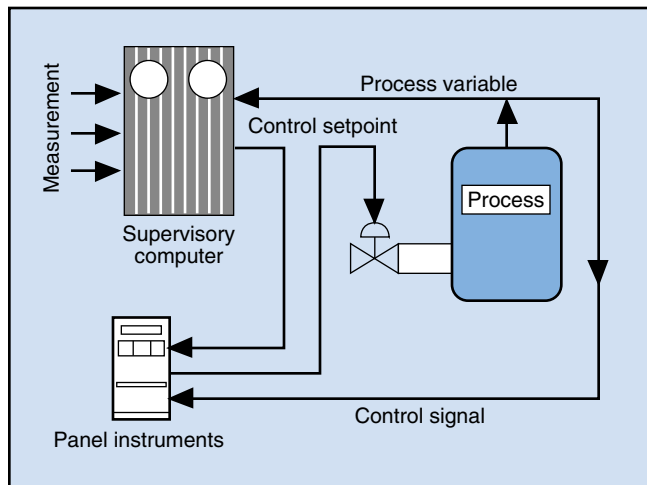 Measurement
Process variable
Control setpoint
Process
Supervisory
computer
Control signal
Panel instruments